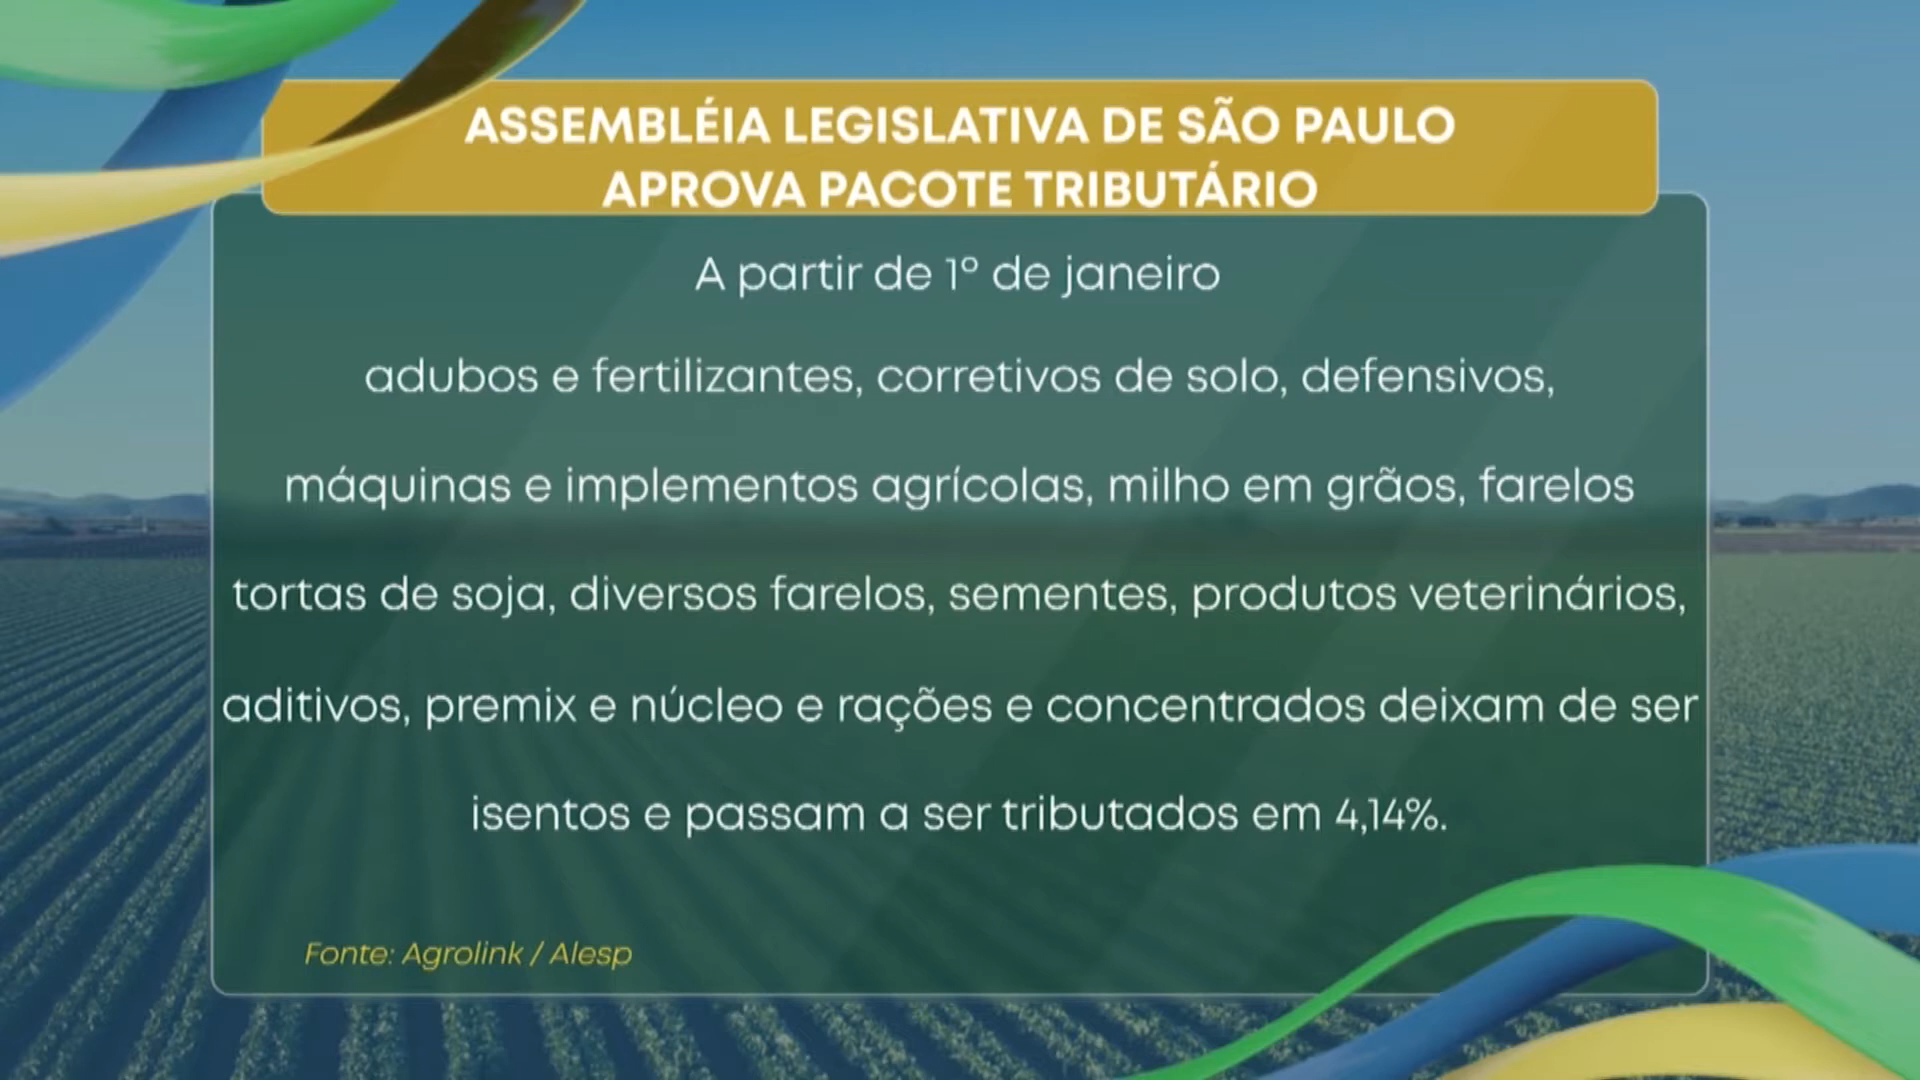 ASSEMBLÉIA LEGISLATIVA DE SÃO PAULO
APROVA PACOTE TRIBUTÁRIO
A partir de 1º de janeiro
adubos e fertilizantes, corretivos de solo, defensivos,
máquinas e implementos agrícolas, milho em grãos, farelos
tortas de soja, diversos farelos, sementes, produtos veterinários,
aditivos, premix e núcleo e rações e concentrados deixam de ser
isentos e passam a ser tributados em 4,14%.
Fonte: Agrolink / Alesp